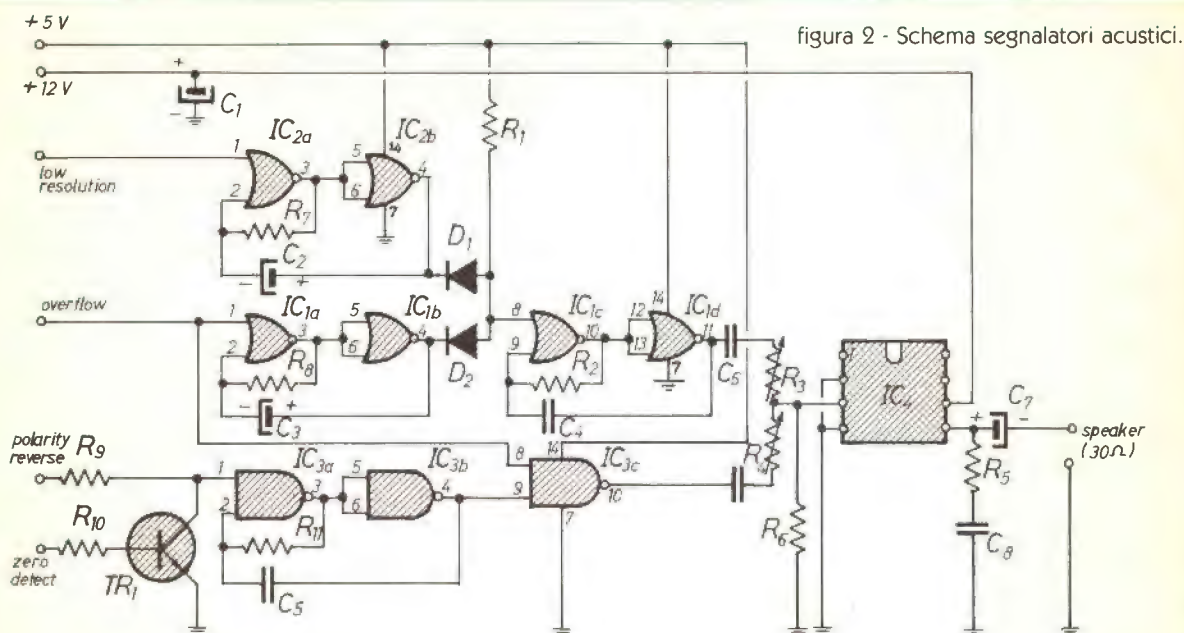 + 5 V
figura 2 - Schema segnalatori acustici.
+ 12 V
+
-
C1
IC2a
IC2b
R1
low
resolution
1
2
3
5
6
14
4
7
R7
C2
-
+
D1
overflow
1
2
IC1a
3
5
6
IC1b
4
D2
8
9
IC1c
10
12
13
14
IC1d
11
7
C6
R8
C3
-
+
R2
C4
R3
R4
IC4
C7
+
-
speaker
(30Ω)
polarity
reverse
R9
1
2
IC3a
3
5
6
IC3b
4
8
9
14
IC3c
10
7
R10
R11
R6
R5
C8
zero
detect
TR1
C5